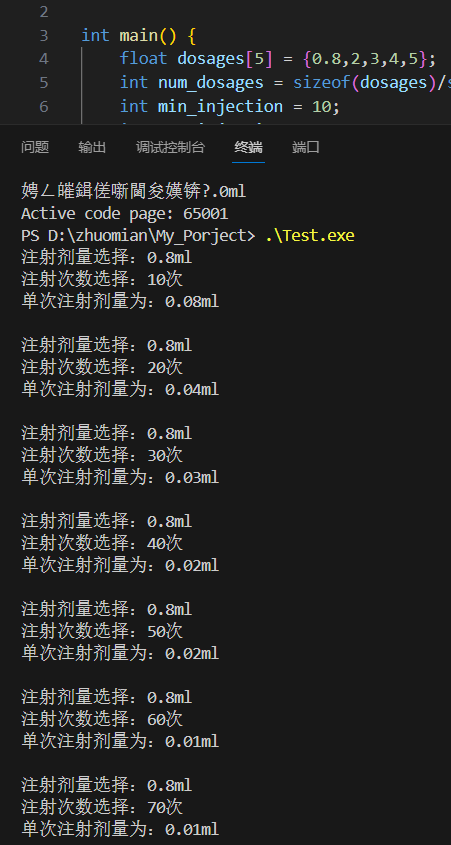 2
3 int main() {
4 float dosages[5] = {0.8,2,3,4,5};
5 int num_dosages = sizeof(dosages)/s
6 int min_injection = 10;
问题 输出 调试控制台 终端 端口
娉ㄥ皠鍓傞噺閫夋嫨锛?.0ml
Active code page: 65001
PS D:\zhuomian\My_Porject> .\Test.exe
注射剂量选择：0.8ml
注射次数选择：10次
单次注射剂量为：0.08ml
注射剂量选择：0.8ml
注射次数选择：20次
单次注射剂量为：0.04ml
注射剂量选择：0.8ml
注射次数选择：30次
单次注射剂量为：0.03ml
注射剂量选择：0.8ml
注射次数选择：40次
单次注射剂量为：0.02ml
注射剂量选择：0.8ml
注射次数选择：50次
单次注射剂量为：0.02ml
注射剂量选择：0.8ml
注射次数选择：60次
单次注射剂量为：0.01ml
注射剂量选择：0.8ml
注射次数选择：70次
单次注射剂量为：0.01ml